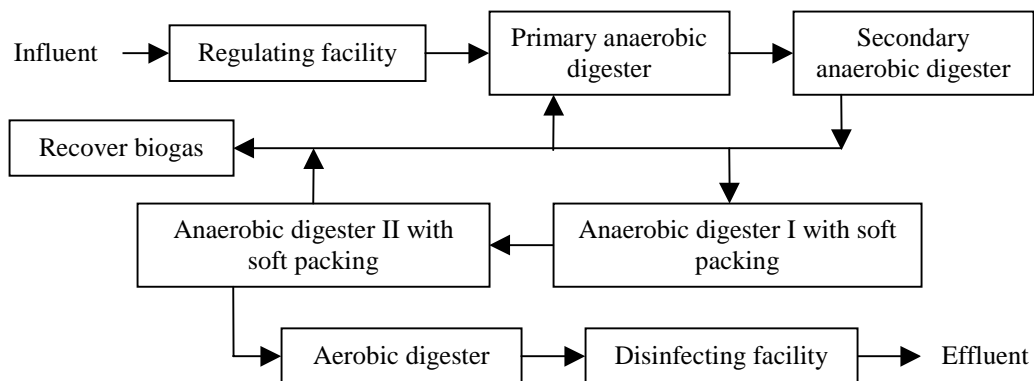 Influent
Regulating facility
Primary anaerobic
digester
Secondary
anaerobic digester
Recover biogas
Anaerobic digester II with
soft packing
Anaerobic digester I with soft
packing
Aerobic digester
Disinfecting facility
Effluent